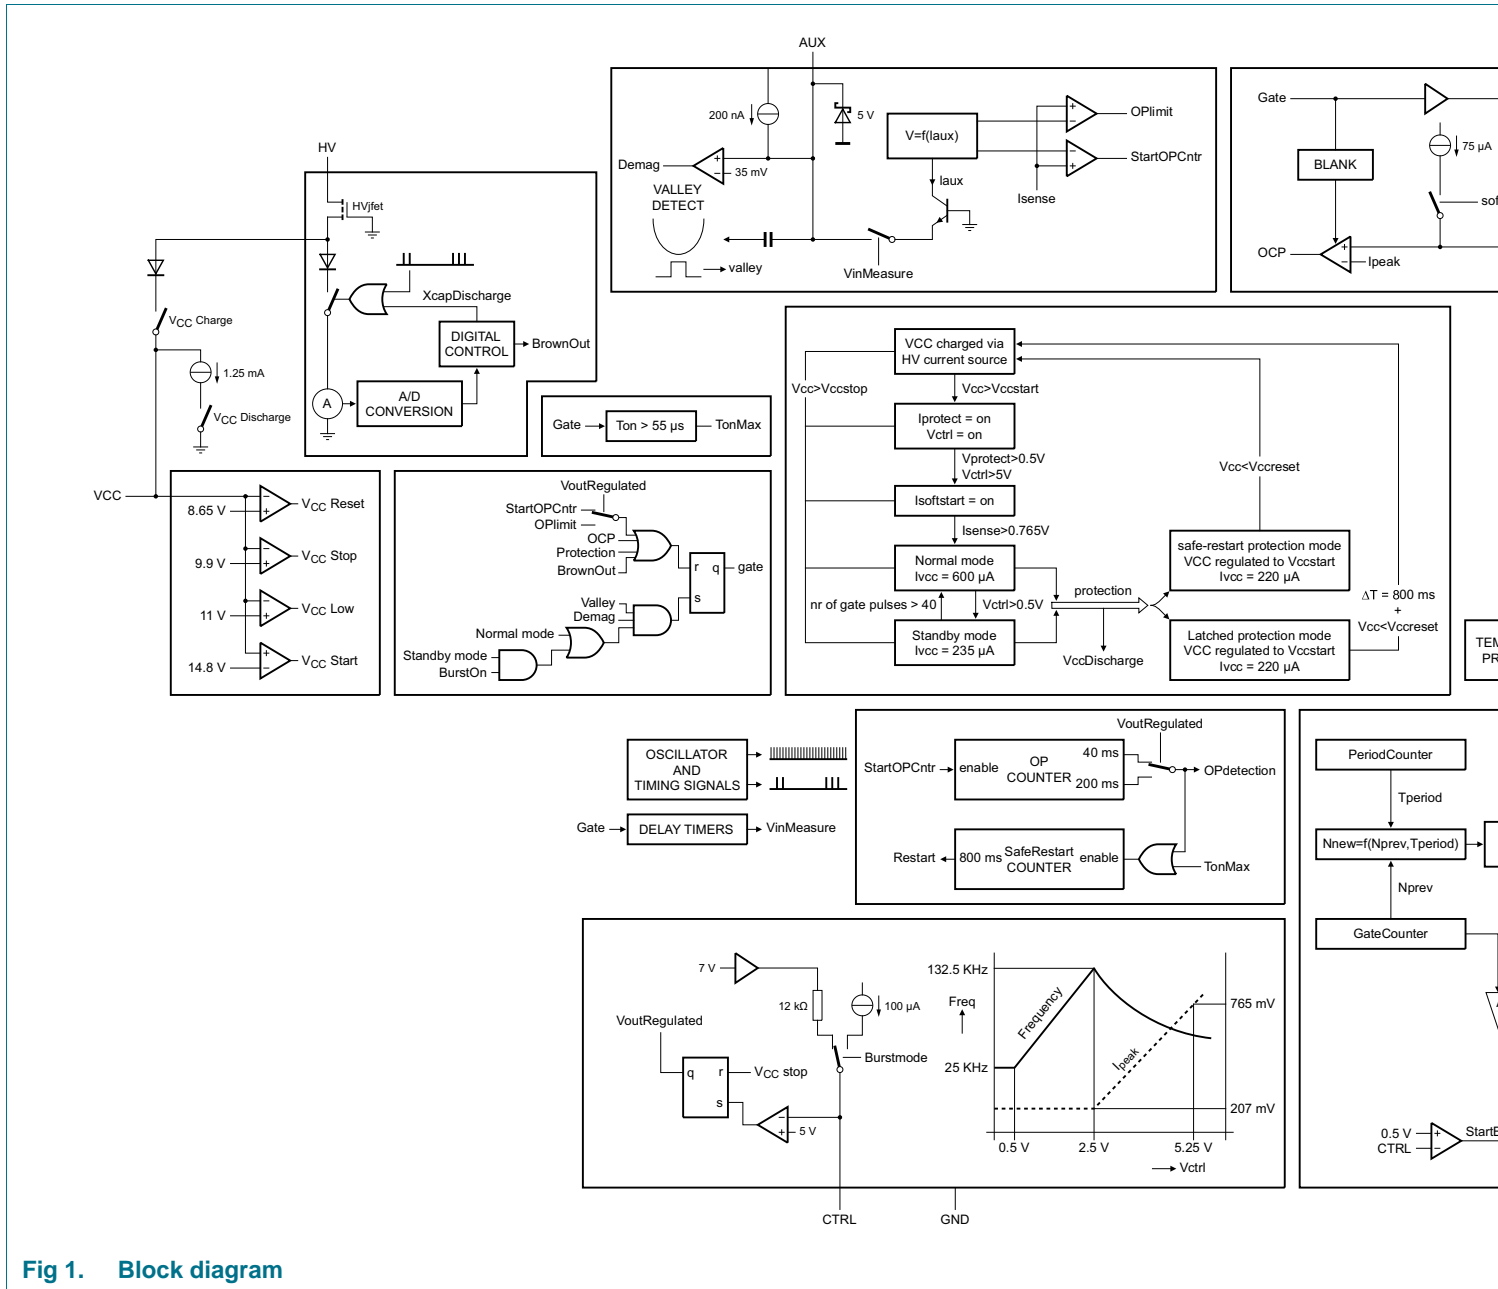 AUX
200 nA
5 V
V=f(Iaux)
OPlimit
Demag
+
−
35 mV
StartOPCntr
VALLEY
DETECT
Iaux
Isense
valley
VinMeasure
Gate
75 µA
BLANK
OCP
Ipeak
HV
HVjfet
XcapDischarge
DIGITAL
CONTROL
BrownOut
A
A/D
CONVERSION
VCC Charge
1.25 mA
VCC Discharge
Gate
Ton > 55 µs
TonMax
VCC
8.65 V
VCC Reset
9.9 V
VCC Stop
11 V
VCC Low
14.8 V
VCC Start
VoutRegulated
StartOPCntr
OPlimit
OCP
Protection
BrownOut
r q
gate
s
Valley
Demag
Normal mode
Standby mode
BurstOn
VCC charged via
HV current source
Vcc>Vccstop
Vcc>Vccstart
Iprotect = on
Vctrl = on
Vprotect>0.5V
Vctrl>5V
Isoftstart = on
Isense>0.765V
Normal mode
Ivcc = 600 µA
nr of gate pulses > 40
Vctrl>0.5V
Standby mode
Ivcc = 235 µA
protection
VccDischarge
Vcc<Vccreset
safe-restart protection mode
VCC regulated to Vccstart
Ivcc = 220 µA
Latched protection mode
VCC regulated to Vccstart
Ivcc = 220 µA
ΔT = 800 ms
+
Vcc<Vccreset
OSCILLATOR
AND
TIMING SIGNALS
Gate
DELAY TIMERS
VinMeasure
VoutRegulated
StartOPCntr
enable
OP
COUNTER
40 ms
200 ms
OPdetection
Restart
800 ms
SafeRestart
COUNTER
enable
TonMax
PeriodCounter
Tperiod
Nnew=f(Nprev,Tperiod)
Nprev
GateCounter
0.5 V
CTRL
7 V
12 kΩ
100 µA
VoutRegulated
Burstmode
q r
VCC stop
s
5 V
132.5 KHz
Freq
25 KHz
Frequency
Ipeak
765 mV
207 mV
0.5 V
2.5 V
5.25 V
Vctrl
CTRL
GND
Fig 1. Block diagram